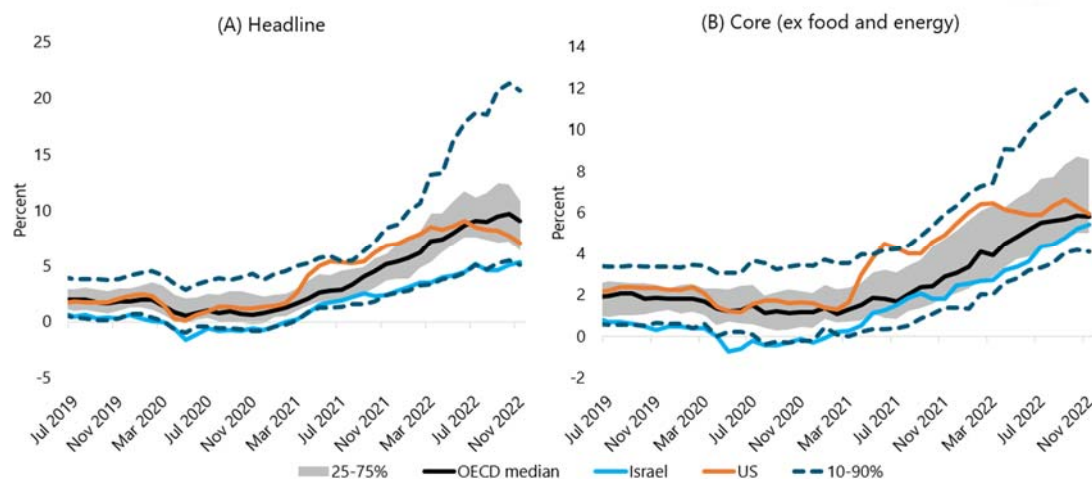 (A) Headline
25
20
15
10
5
0
-5
Percent
Jul 2019
Nov 2019
Mar 2020
Jul 2020
Nov 2020
Mar 2021
Jul 2021
Nov 2021
Mar 2022
Jul 2022
Nov 2022
(B) Core (ex food and energy)
14
12
10
8
6
4
2
0
-2
Percent
Jul 2019
Nov 2019
Mar 2020
Jul 2020
Nov 2020
Mar 2021
Jul 2021
Nov 2021
Mar 2022
Jul 2022
Nov 2022
25-75%
OECD median
Israel
US
10-90%